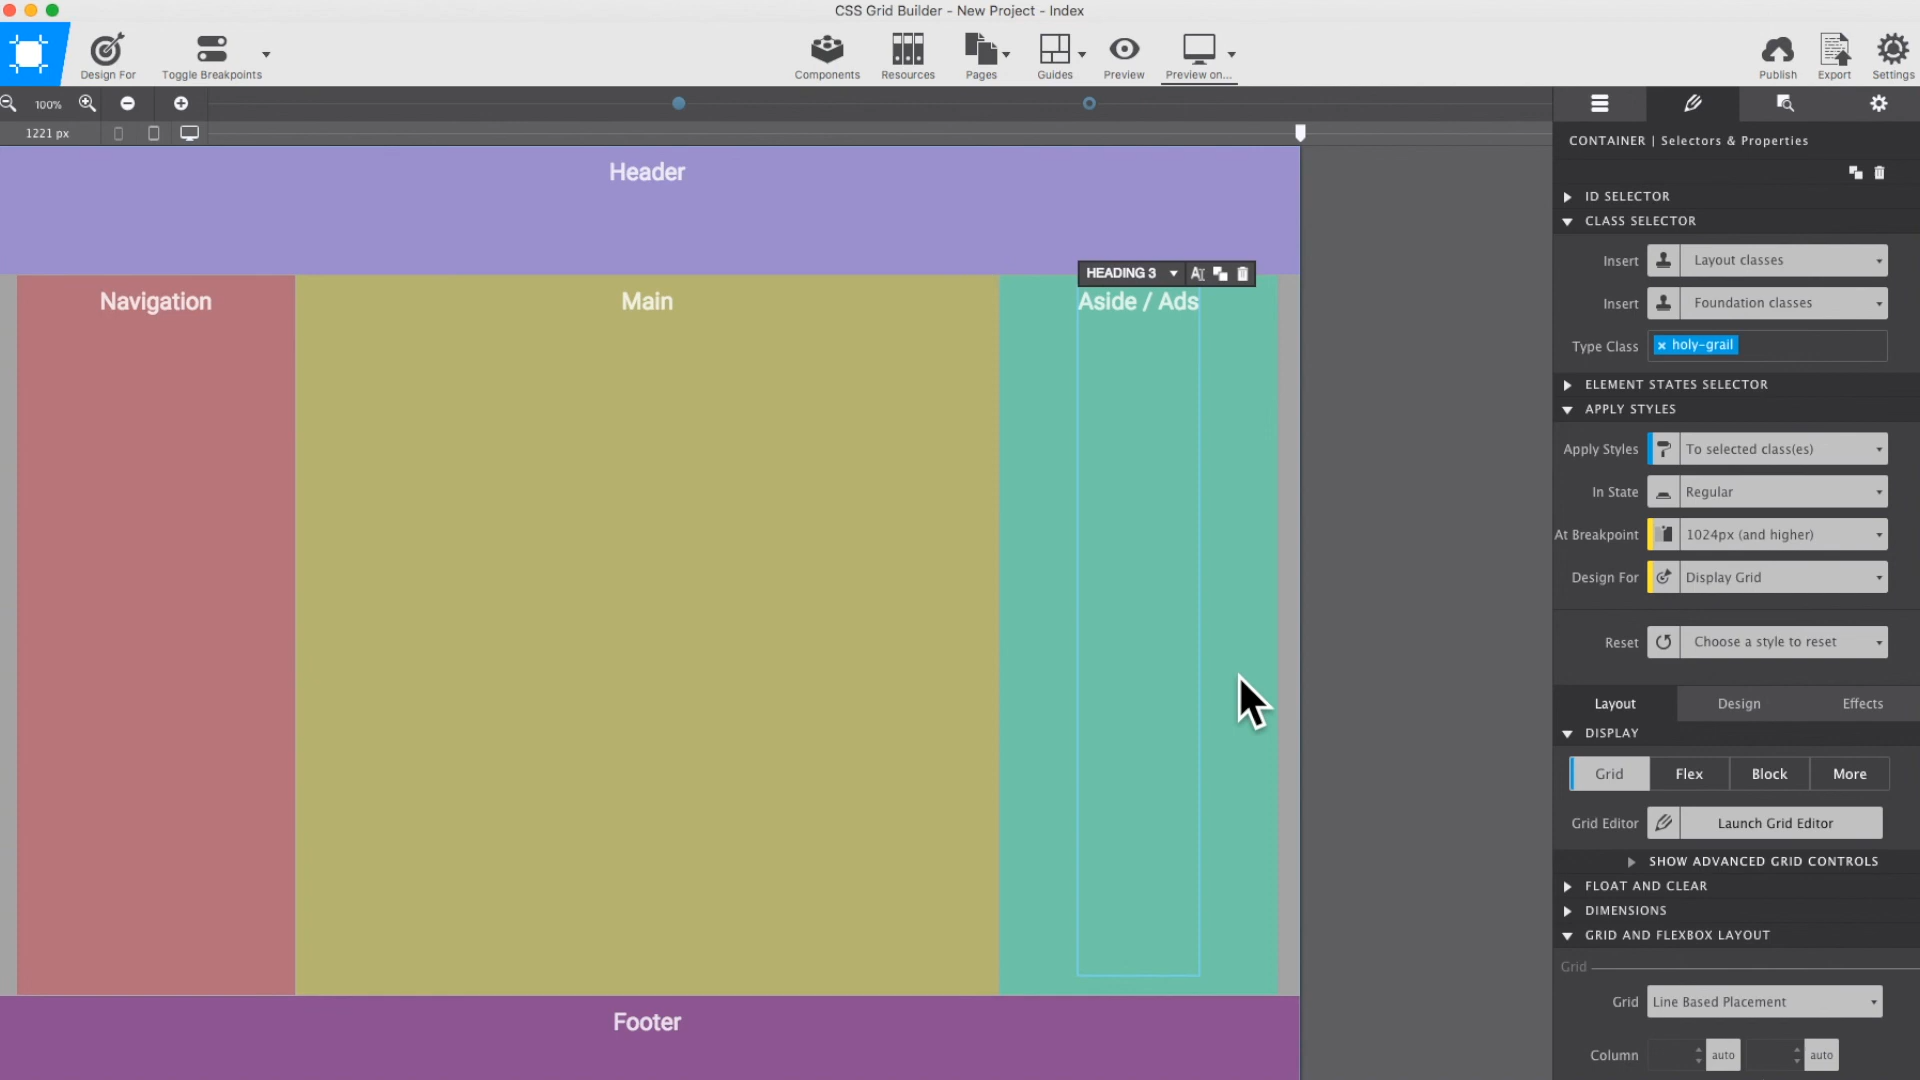 CSS Grid Builder - New Project - Index
Design For
Toggle Breakpoints
Components
Resources
Pages
Guides
Preview
Preview on...
Publish
Export
Settings
100%
1221 px
CONTAINER | Selectors & Properties
ID SELECTOR
CLASS SELECTOR
Insert Layout classes
Insert Foundation classes
Type Class × holy-grail
ELEMENT STATES SELECTOR
APPLY STYLES
Apply Styles To selected class(es)
In State Regular
At Breakpoint 1024px (and higher)
Design For Display Grid
Reset Choose a style to reset
Layout Design Effects
DISPLAY
Grid Flex Block More
Grid Editor Launch Grid Editor
SHOW ADVANCED GRID CONTROLS
FLOAT AND CLEAR
DIMENSIONS
GRID AND FLEXBOX LAYOUT
Grid
Grid Line Based Placement
Column auto auto
Header
HEADING 3
Navigation
Main
Aside / Ads
Footer